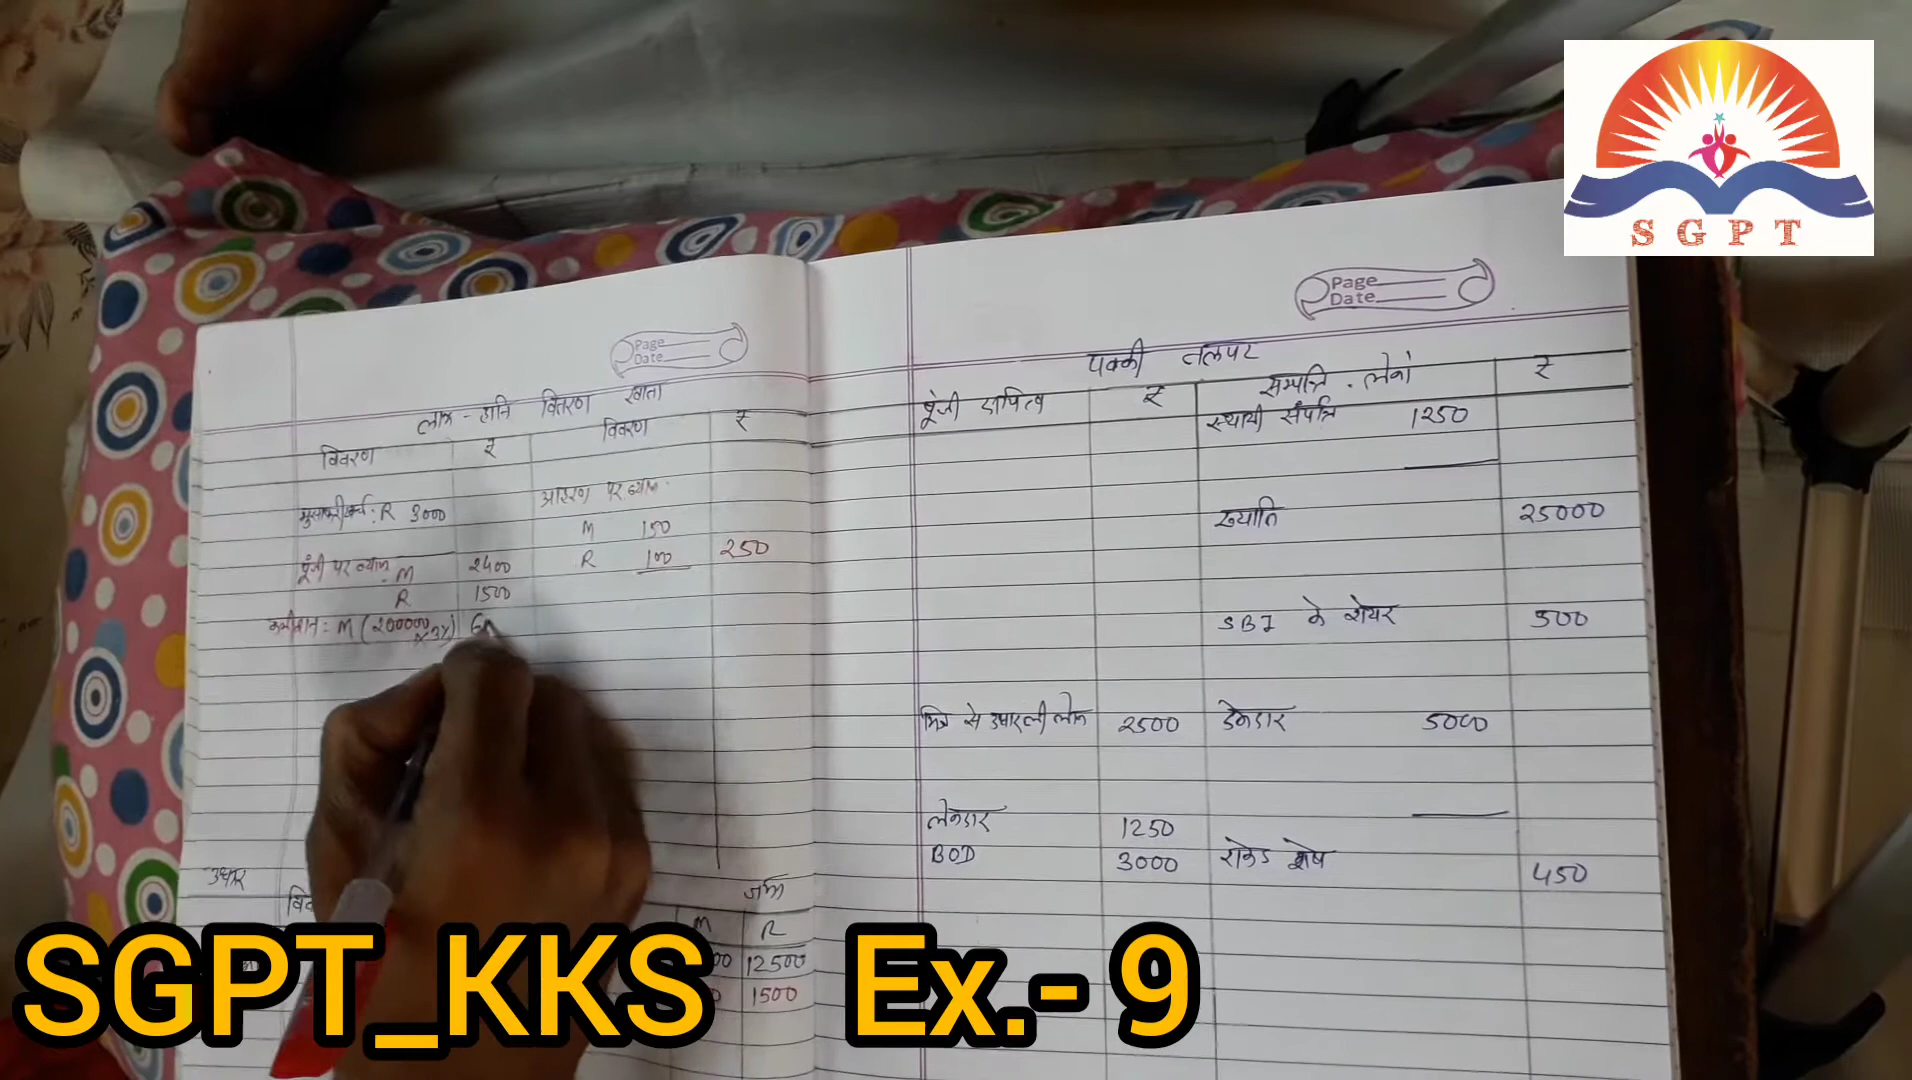 SGPT
Page
Date
लाभ - हानि वितरण खाता
विवरण ₹ विवरण ₹
मुसाफरी खर्च : R 3000
आहरण पर ब्याज
M 150
R 100 250
पूंजी पर ब्याज M 2400
R 1500
कमीशन : M (200000 x 3%)
उधार
जमा
M R
12500
1500
Page
Date
पक्की तलपट
पूंजी दायित्व ₹ सम्पत्ति - लेना ₹
स्थायी संपत्ति 1250
ख्याति 25000
SBI के शेयर 500
मित्र से उधार ली लोन 2500 देनदार 5000
लेनदार 1250
BOD 3000 रोकड शेष 450
SGPT_KKS Ex.- 9